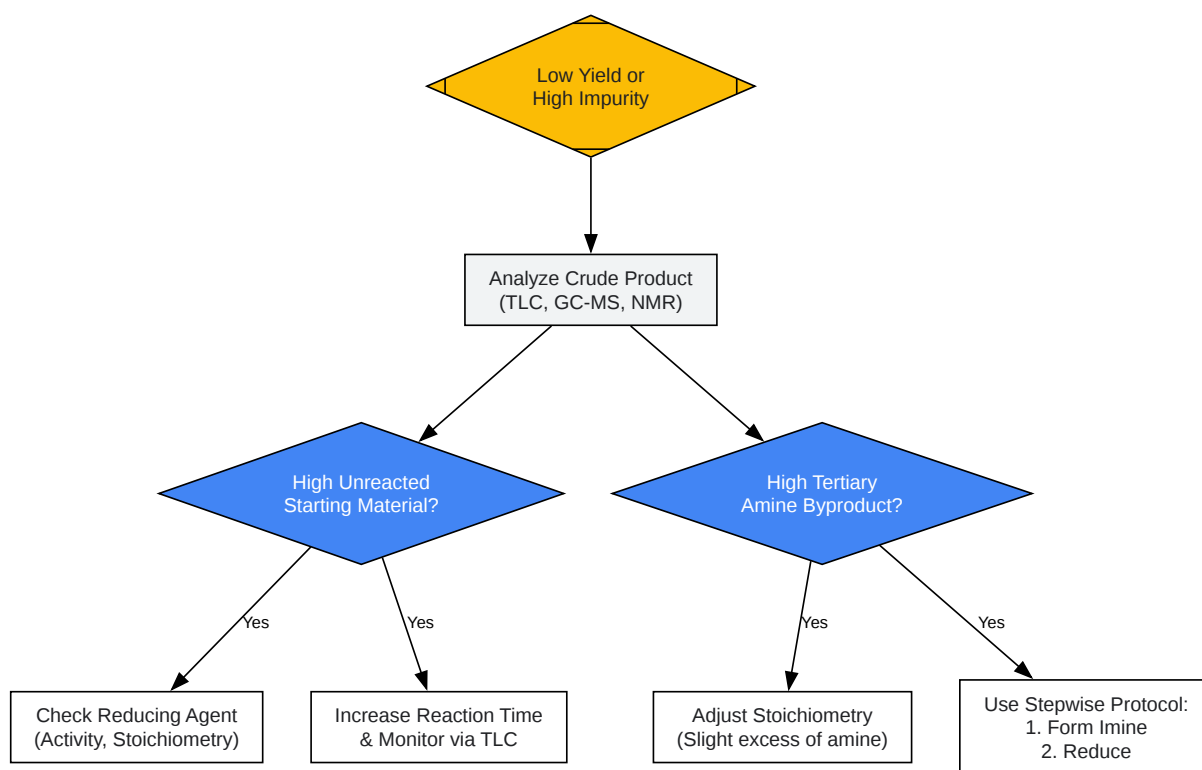 Low Yield or
High Impurity
Analyze Crude Product
(TLC, GC-MS, NMR)
High Unreacted
Starting Material?
High Tertiary
Amine Byproduct?
Yes
Yes
Yes
Yes
Check Reducing Agent
(Activity, Stoichiometry)
Increase Reaction Time
& Monitor via TLC
Adjust Stoichiometry
(Slight excess of amine)
Use Stepwise Protocol:
1. Form Imine
2. Reduce